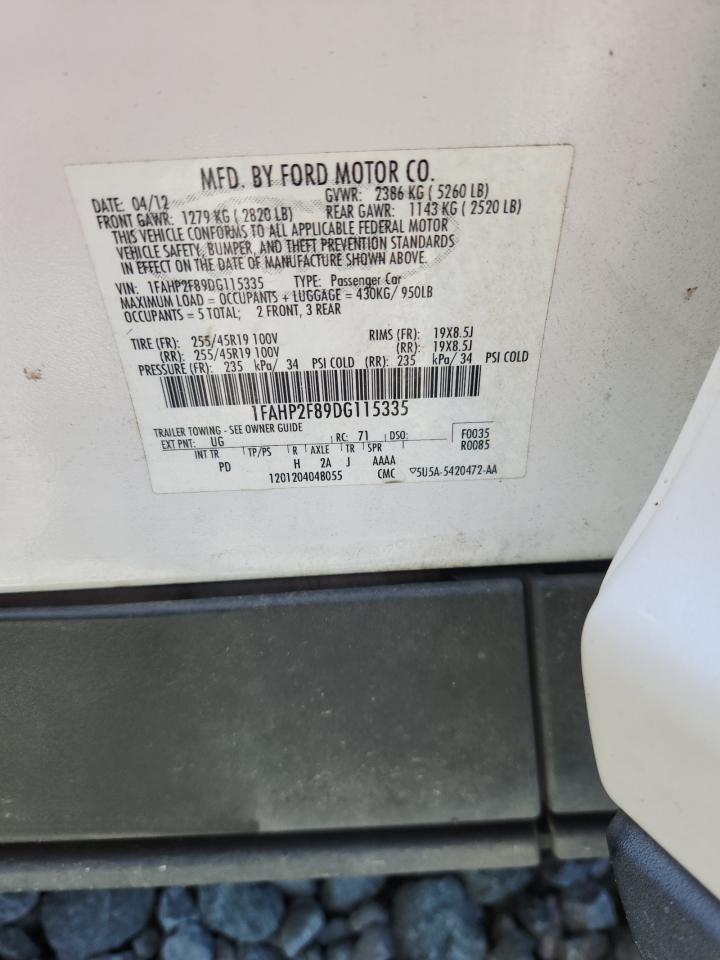 MFD. BY FORD MOTOR CO.
DATE: 04/12 GVWR: 2386 KG ( 5260 LB)
FRONT GAWR: 1279 KG ( 2820 LB) REAR GAWR: 1143 KG ( 2520 LB)
THIS VEHICLE CONFORMS TO ALL APPLICABLE FEDERAL MOTOR
VEHICLE SAFETY, BUMPER, AND THEFT PREVENTION STANDARDS
IN EFFECT ON THE DATE OF MANUFACTURE SHOWN ABOVE.
VIN: 1FAHP2F89DG115335 TYPE: Passenger Car
MAXIMUM LOAD = OCCUPANTS + LUGGAGE = 430KG/ 950LB
OCCUPANTS = 5 TOTAL; 2 FRONT, 3 REAR
TIRE (FR): 255/45R19 100V RIMS (FR): 19X8.5J
(RR): 255/45R19 100V (RR): 19X8.5J
PRESSURE (FR): 235 kPa/ 34 PSI COLD (RR): 235 kPa/ 34 PSI COLD
1FAHP2F89DG115335
TRAILER TOWING - SEE OWNER GUIDE
EXT PNT: UG RC: 71 DSO: F0035
INT TR TP/PS R AXLE TR SPR R0085
PD H 2A J AAAA
1201204048055 CMC ▽5U5A-5420472-AA